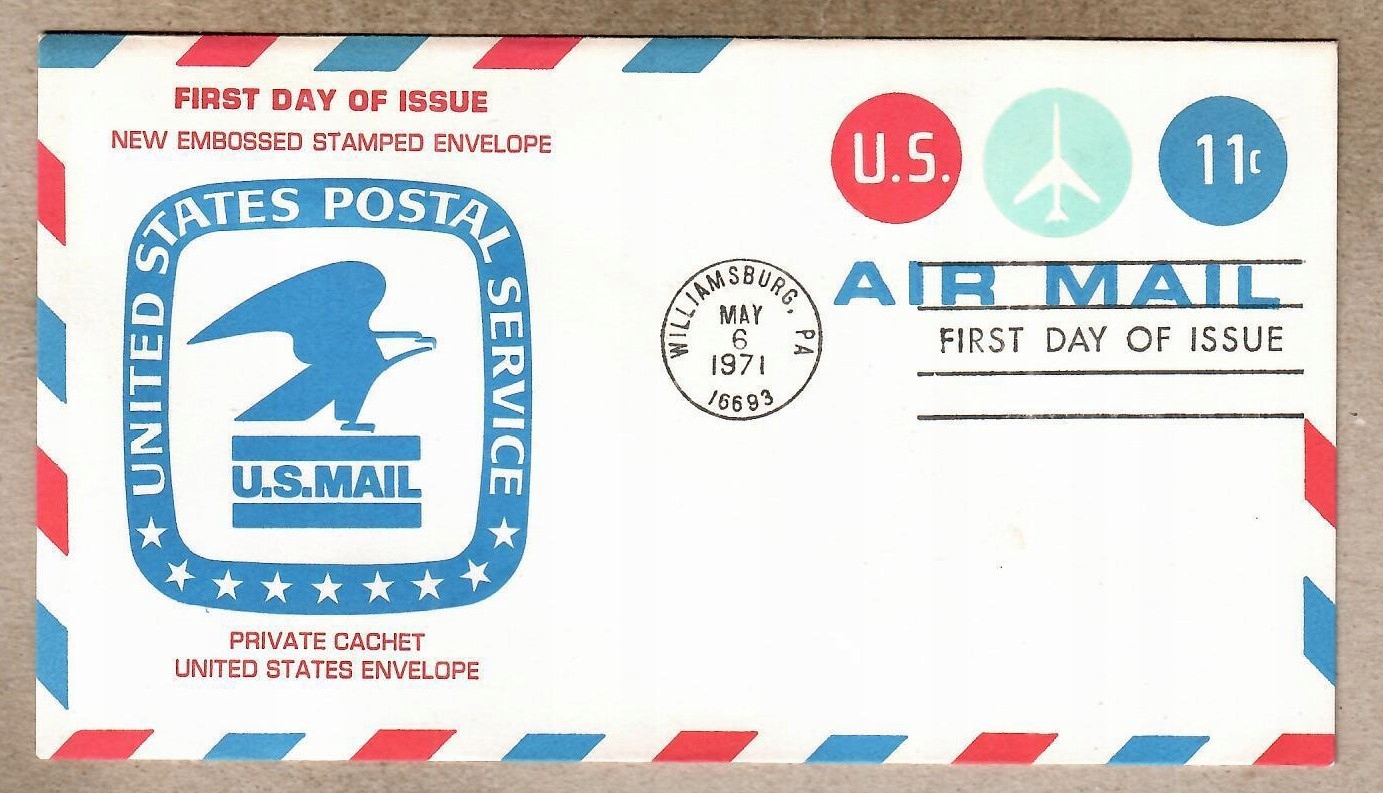 FIRST DAY OF ISSUE
NEW EMBOSSED STAMPED ENVELOPE
UNITED STATES POSTAL SERVICE
U.S.MAIL
PRIVATE CACHET
UNITED STATES ENVELOPE
U.S.
11c
AIR MAIL
WILLIAMSBURG, PA
MAY
6
1971
16693
FIRST DAY OF ISSUE